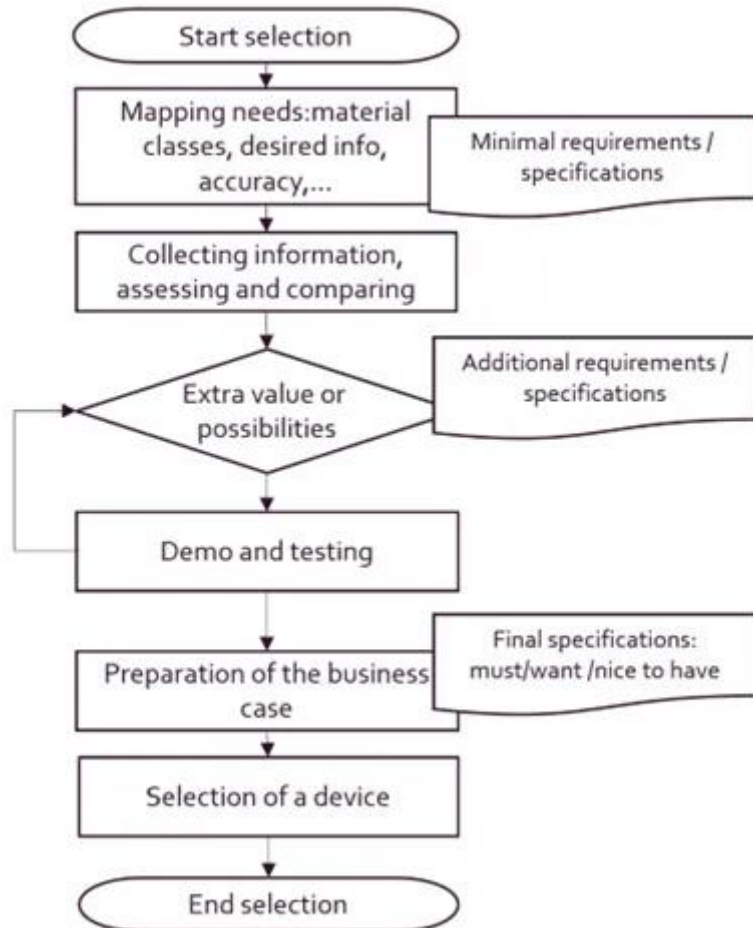 Start selection
Mapping needs:material
classes, desired info,
accuracy,...
Minimal requirements /
specifications
Collecting information,
assessing and comparing
Extra value or
possibilities
Additional requirements /
specifications
Demo and testing
Preparation of the business
case
Final specifications:
must/want /nice to have
Selection of a device
End selection